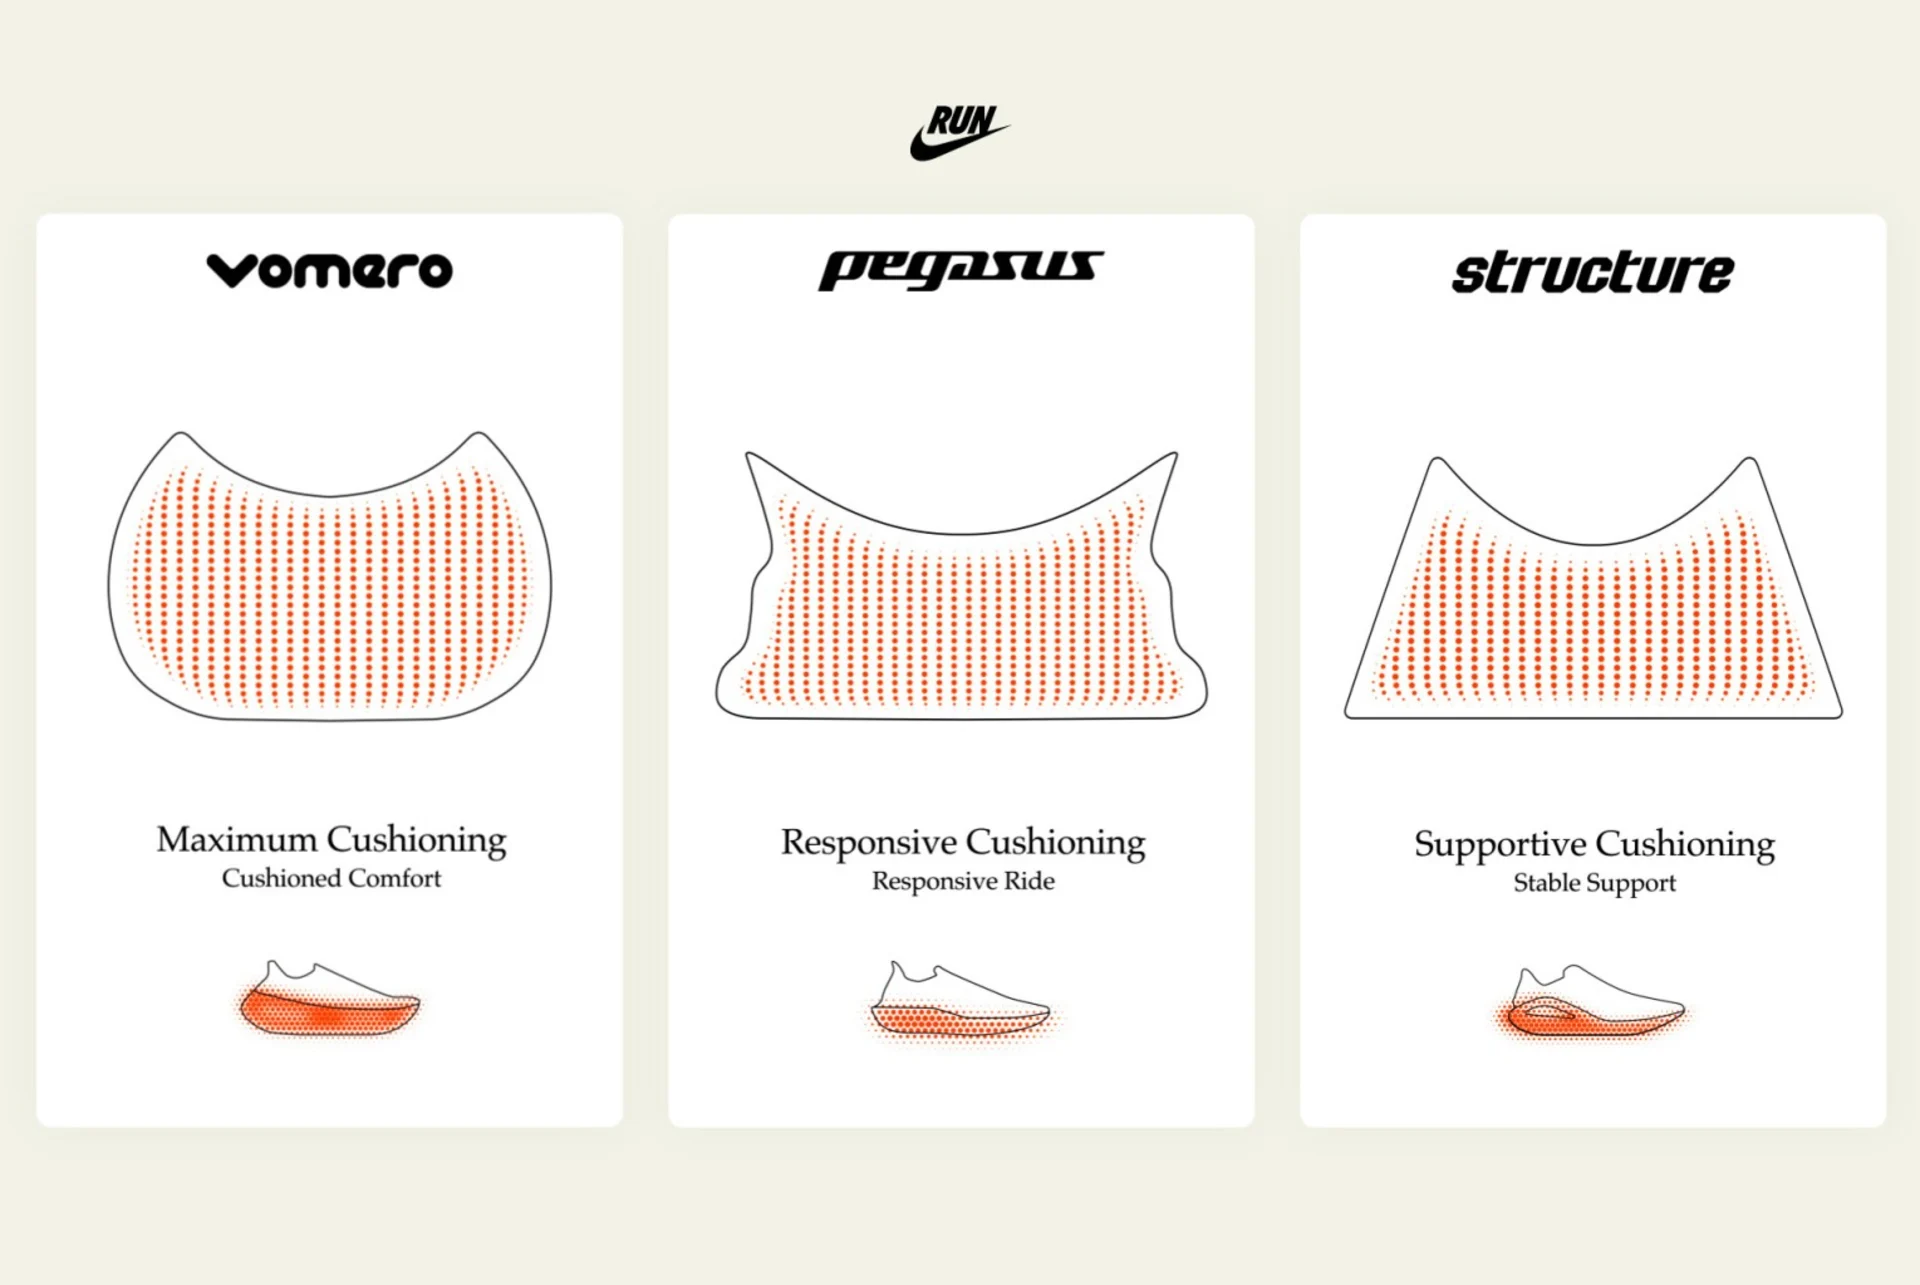 RUN
vomero
Maximum Cushioning
Cushioned Comfort
pegasus
Responsive Cushioning
Responsive Ride
structure
Supportive Cushioning
Stable Support